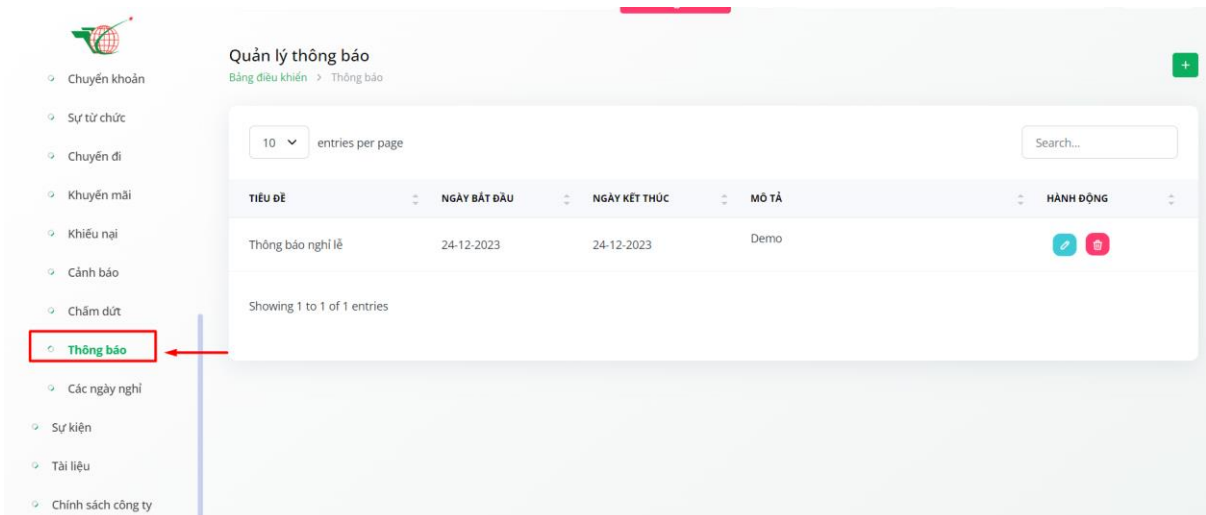 Chuyển khoản
Sự từ chức
Chuyến đi
Khuyến mãi
Khiếu nại
Cảnh báo
Chấm dứt
Thông báo
Các ngày nghỉ
Sự kiện
Tài liệu
Chính sách công ty
Quản lý thông báo
Bảng điều khiển > Thông báo
+
10 entries per page
Search...
TIÊU ĐỀ NGÀY BẮT ĐẦU NGÀY KẾT THÚC MÔ TẢ HÀNH ĐỘNG
Thông báo nghỉ lễ 24-12-2023 24-12-2023 Demo
Showing 1 to 1 of 1 entries